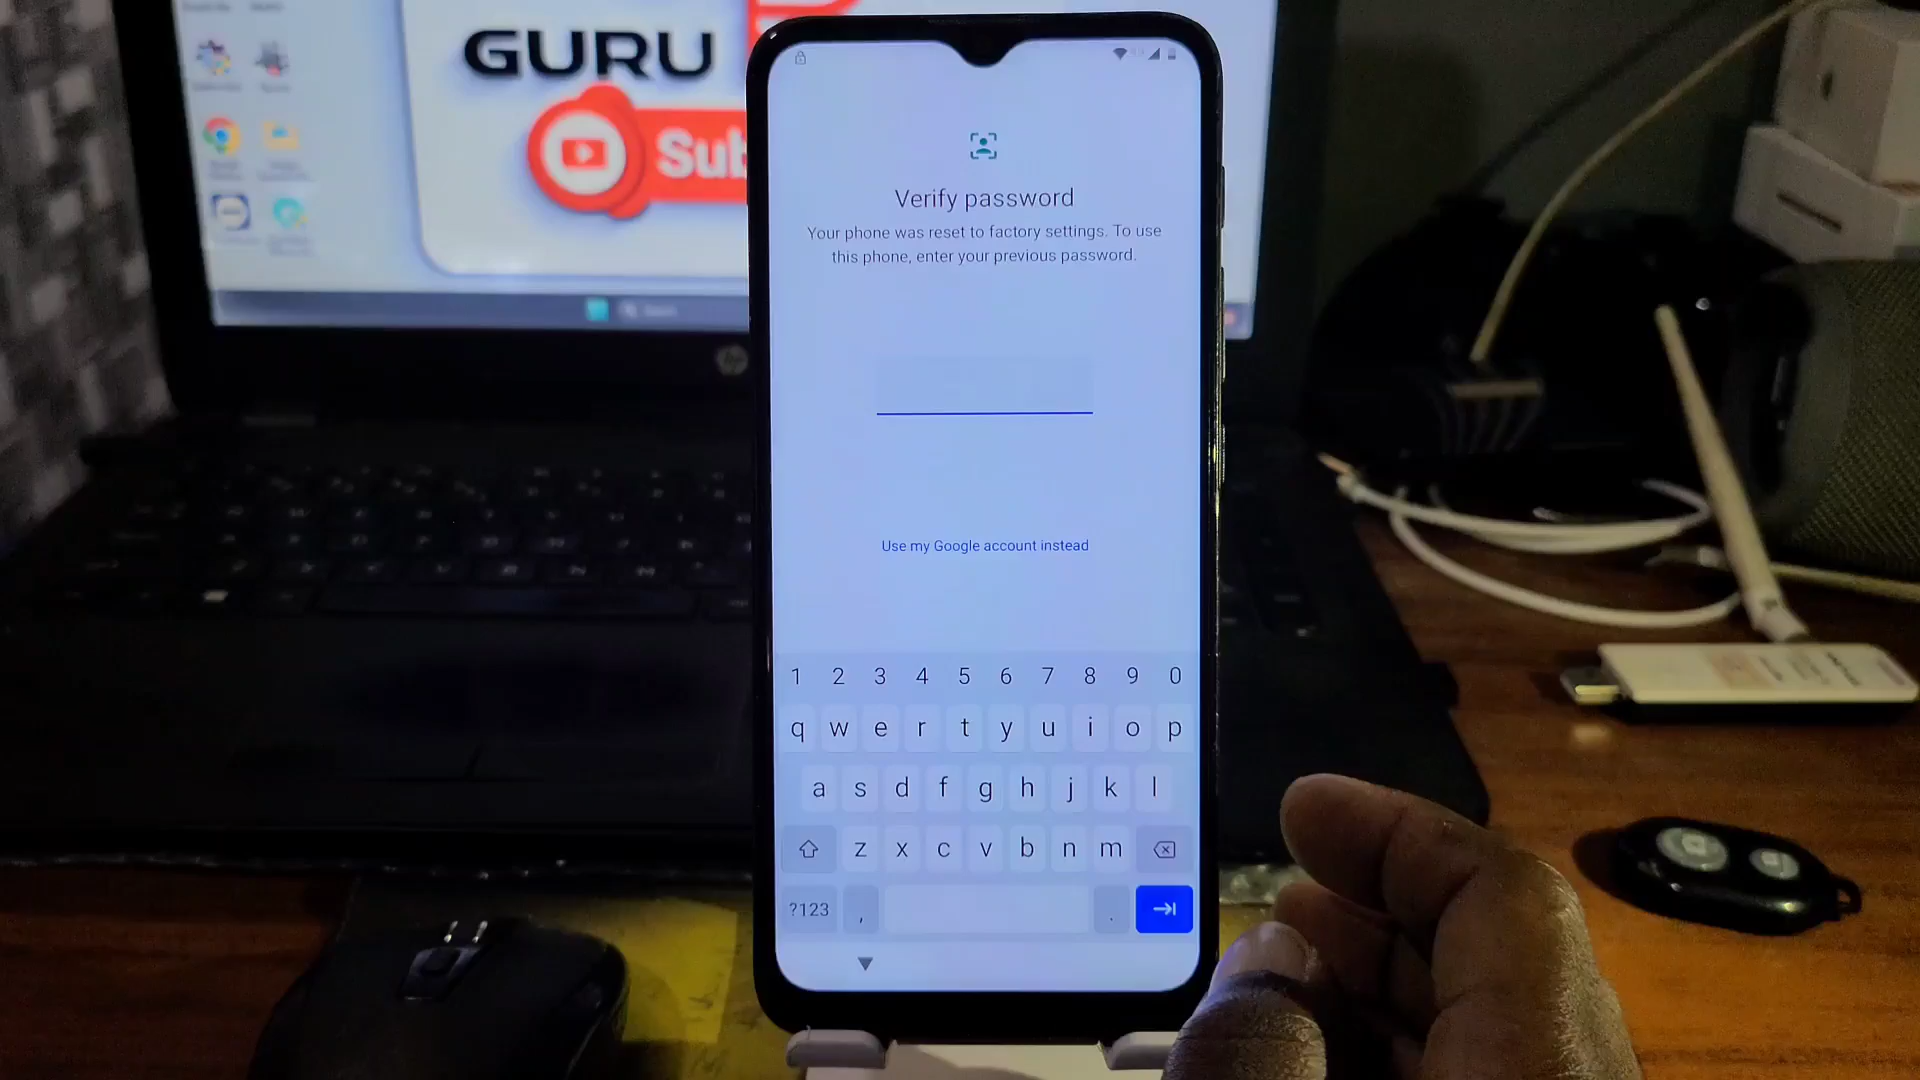 GURU
Sub
Verify password
Your phone was reset to factory settings. To use
this phone, enter your previous password.
Use my Google account instead
1 2 3 4 5 6 7 8 9 0
q w e r t y u i o p
a s d f g h j k l
z x c v b n m
?123 , .
hp